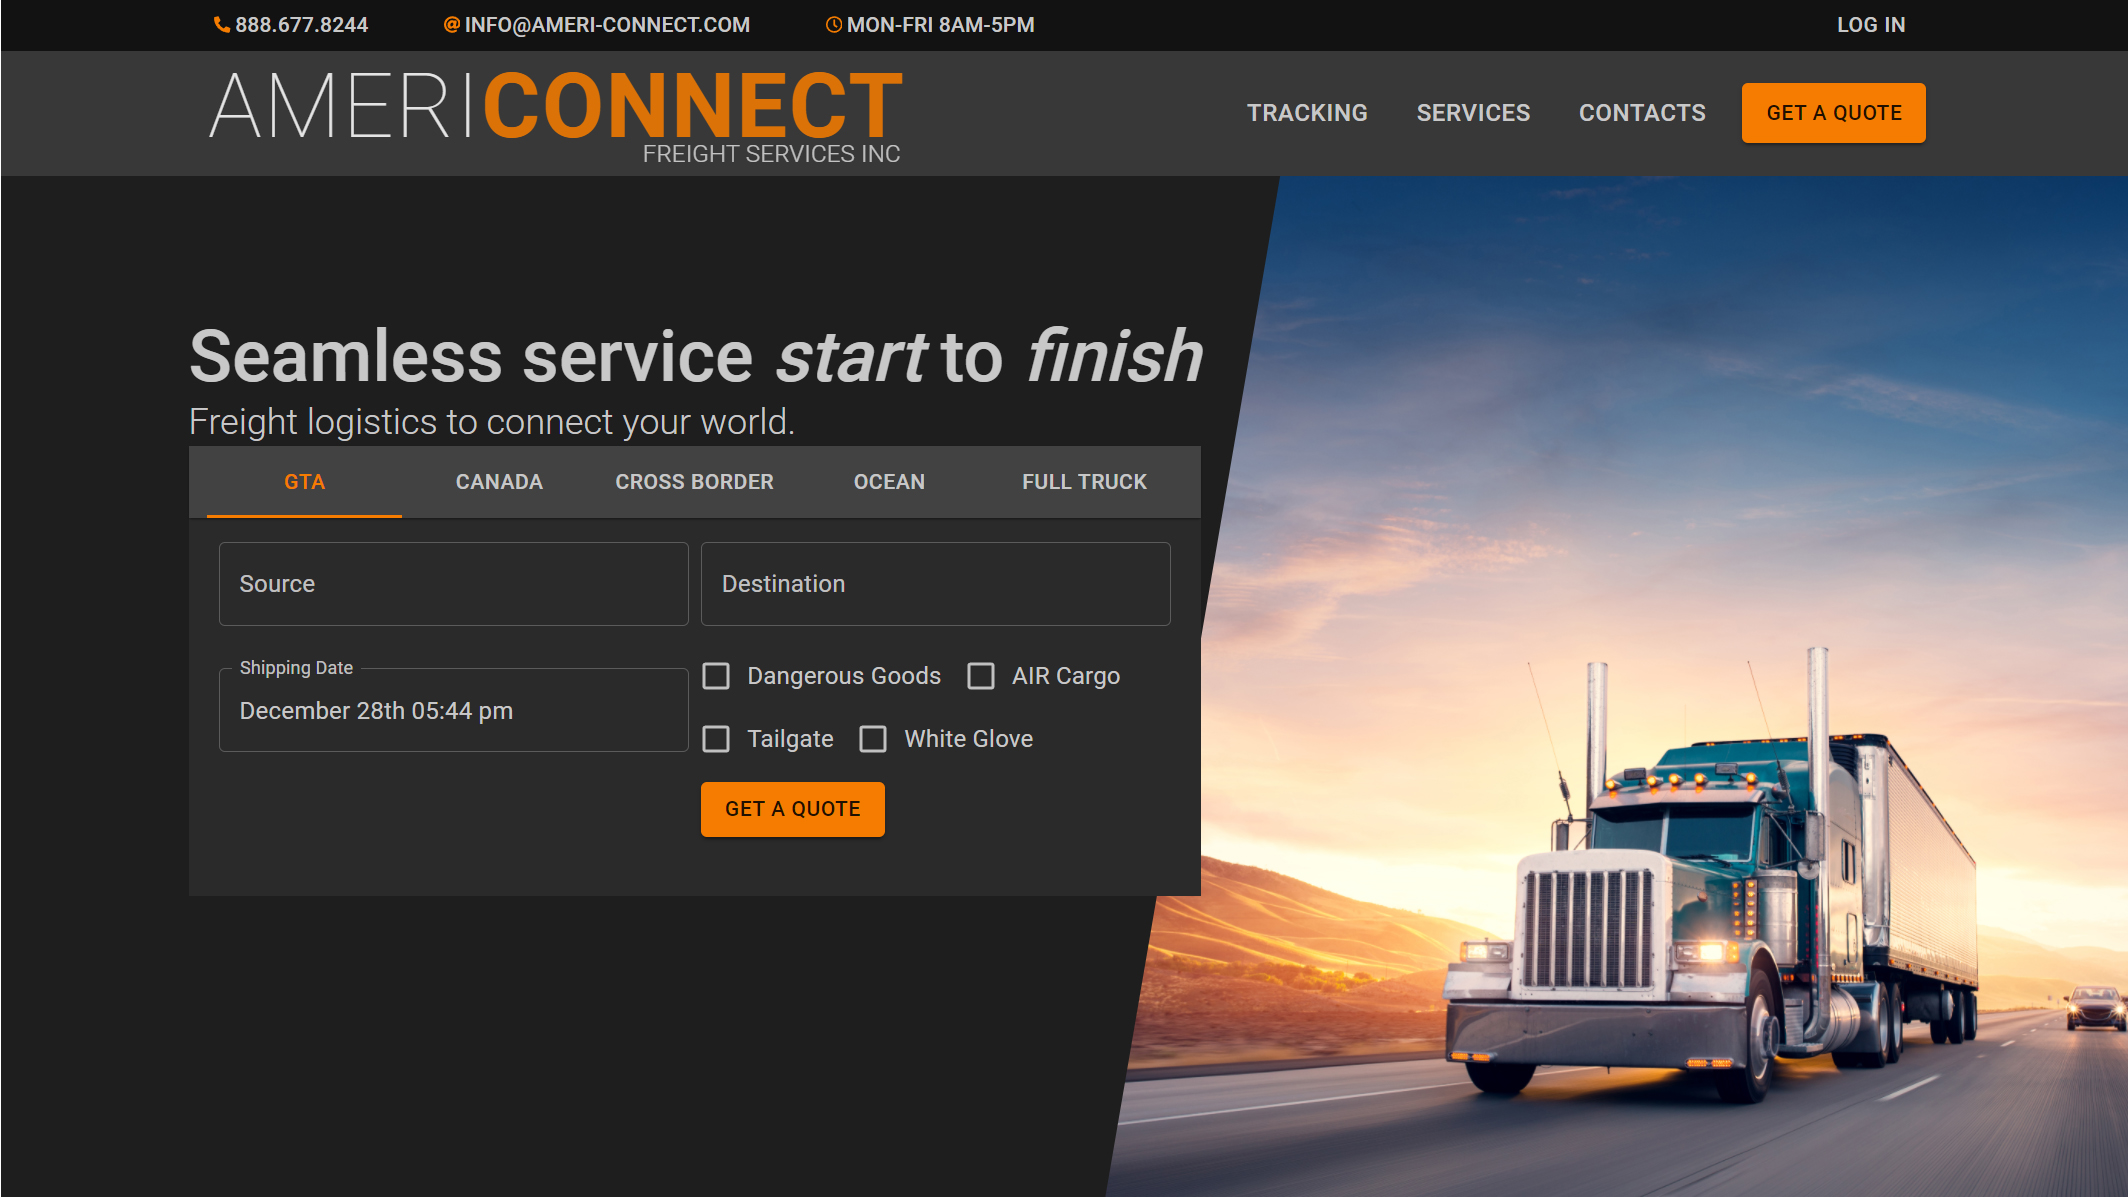 888.677.8244 INFO@AMERI-CONNECT.COM MON-FRI 8AM-5PM LOG IN
AMERICONNECT
FREIGHT SERVICES INC
TRACKING SERVICES CONTACTS GET A QUOTE
Seamless service start to finish
Freight logistics to connect your world.
GTA CANADA CROSS BORDER OCEAN FULL TRUCK
Source Destination
Shipping Date
December 28th 05:44 pm
Dangerous Goods AIR Cargo
Tailgate White Glove
GET A QUOTE